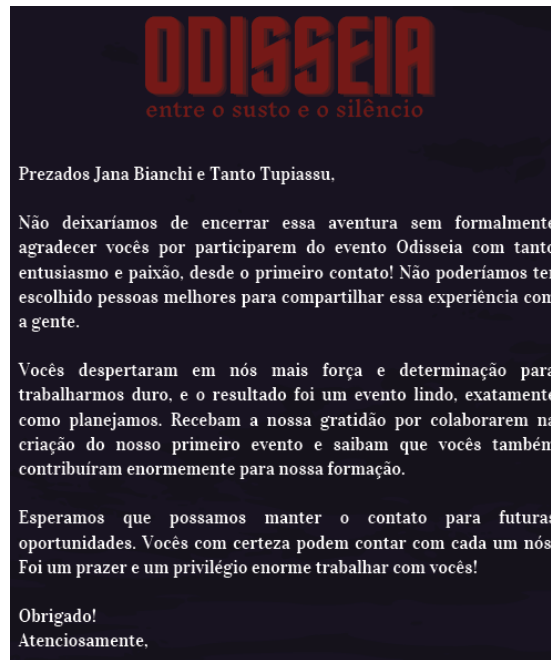 ODISSEIA
entre o susto e o silêncio
Prezados Jana Bianchi e Tanto Tupiassu,
Não deixaríamos de encerrar essa aventura sem formalmente
agradecer vocês por participarem do evento Odisseia com tanto
entusiasmo e paixão, desde o primeiro contato! Não poderíamos ter
escolhido pessoas melhores para compartilhar essa experiência com
a gente.
Vocês despertaram em nós mais força e determinação para
trabalharmos duro, e o resultado foi um evento lindo, exatamente
como planejamos. Recebam a nossa gratidão por colaborarem na
criação do nosso primeiro evento e saibam que vocês também
contribuíram enormemente para nossa formação.
Esperamos que possamos manter o contato para futuras
oportunidades. Vocês com certeza podem contar com cada um nós.
Foi um prazer e um privilégio enorme trabalhar com vocês!
Obrigado!
Atenciosamente,